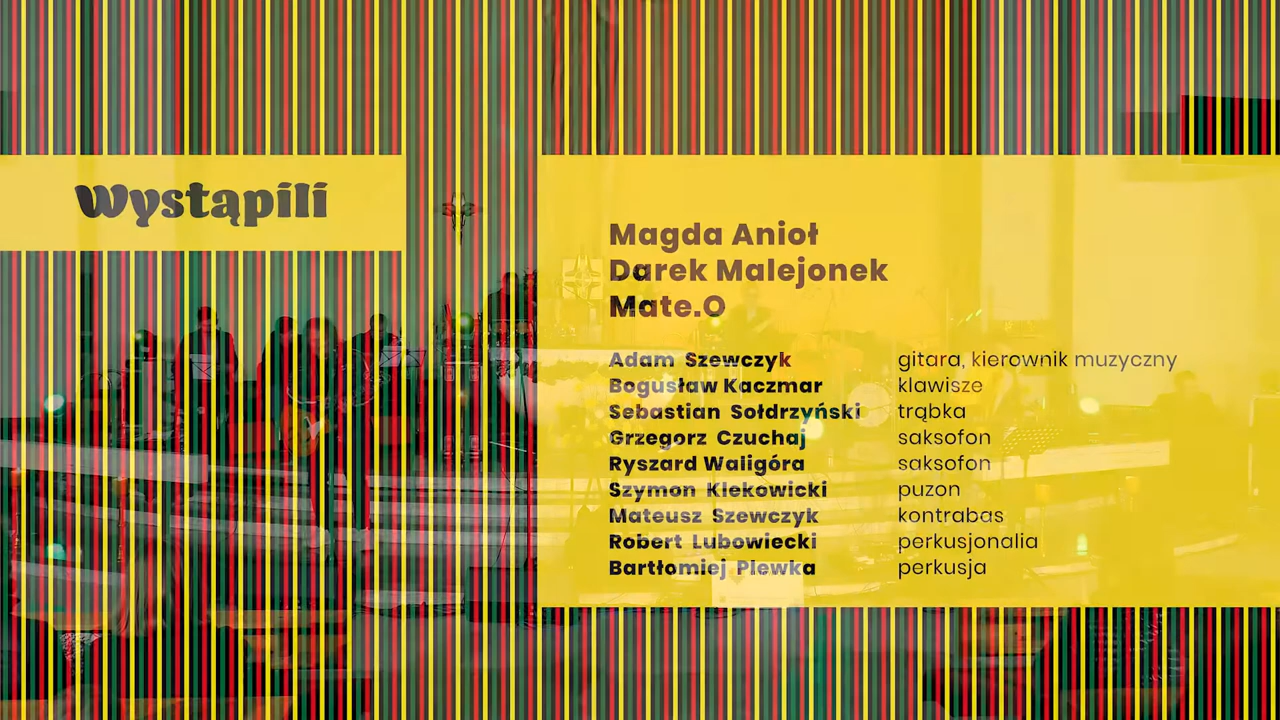 Wystąpili
Magda Anioł
Darek Malejonek
Mate.O
Adam Szewczyk gitara, kierownik muzyczny
Bogusław Kaczmar klawisze
Sebastian Sołdrzyński trąbka
Grzegorz Czuchaj saksofon
Ryszard Waligóra saksofon
Szymon Klekowicki puzon
Mateusz Szewczyk kontrabas
Robert Lubowiecki perkusjonalia
Bartłomiej Plewka perkusja